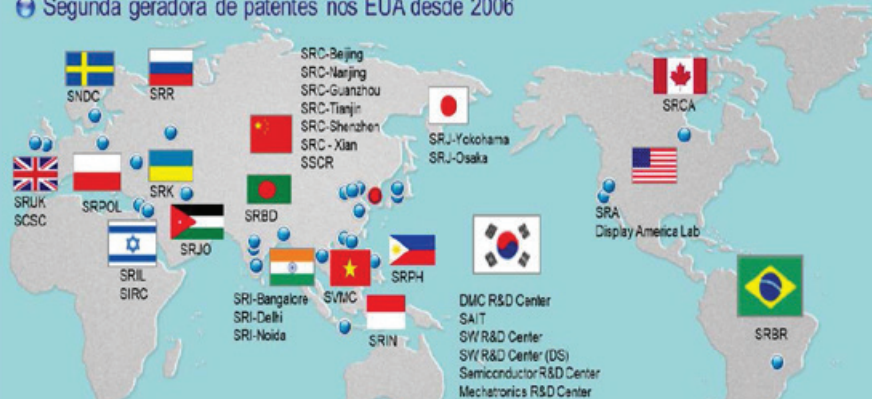 Segunda geradora de patentes nos EUA desde 2006
SNDC
SRR
SRC-Beijing
SRC-Nanjing
SRC-Guanzhou
SRC-Tianjin
SRC-Shenzhen
SRC - Xian
SSCR
SRJ-Yokohama
SRJ-Osaka
SRCA
SRUK
SCSC
SRPOL
SRK
SRBD
SRJO
SRIL
SIRC
SRI-Bangalore
SRI-Delhi
SRI-Noida
SVMC
SRIN
SRPH
DMC R&D Center
SAIT
SW R&D Center
SW R&D Center (DS)
Semiconductor R&D Center
Mechatronics R&D Center
SRA
Display America Lab
SRBR